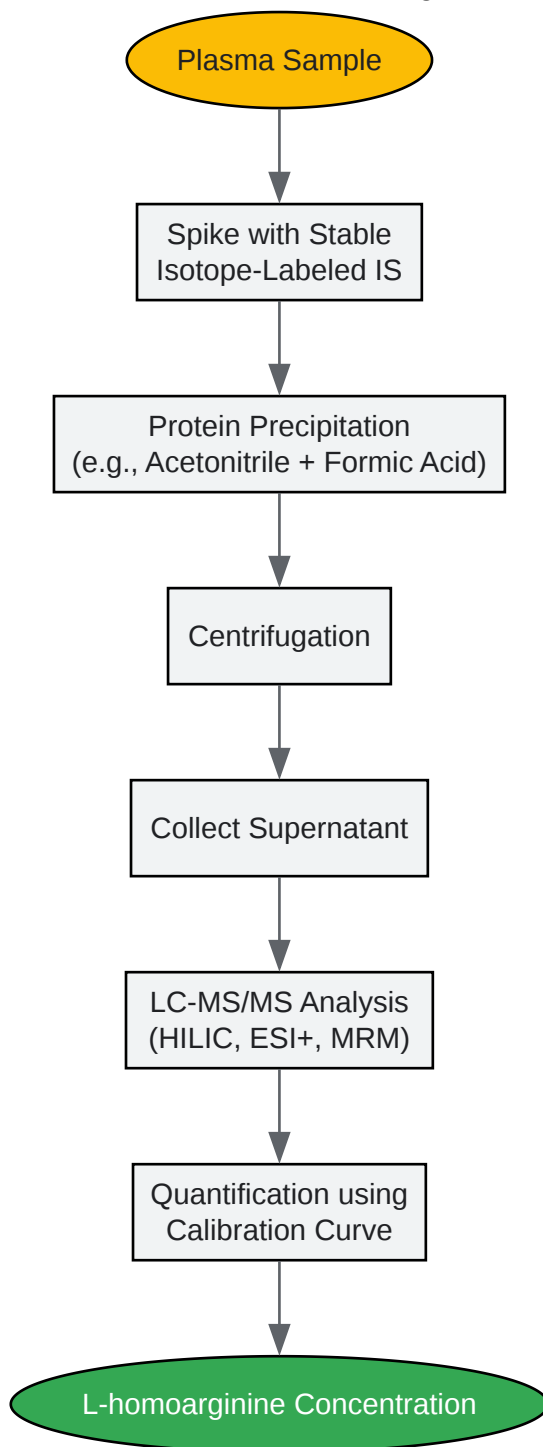 Plasma Sample
Spike with Stable
Isotope-Labeled IS
Protein Precipitation
(e.g., Acetonitrile + Formic Acid)
Centrifugation
Collect Supernatant
LC-MS/MS Analysis
(HILIC, ESI+, MRM)
Quantification using
Calibration Curve
L-homoarginine Concentration